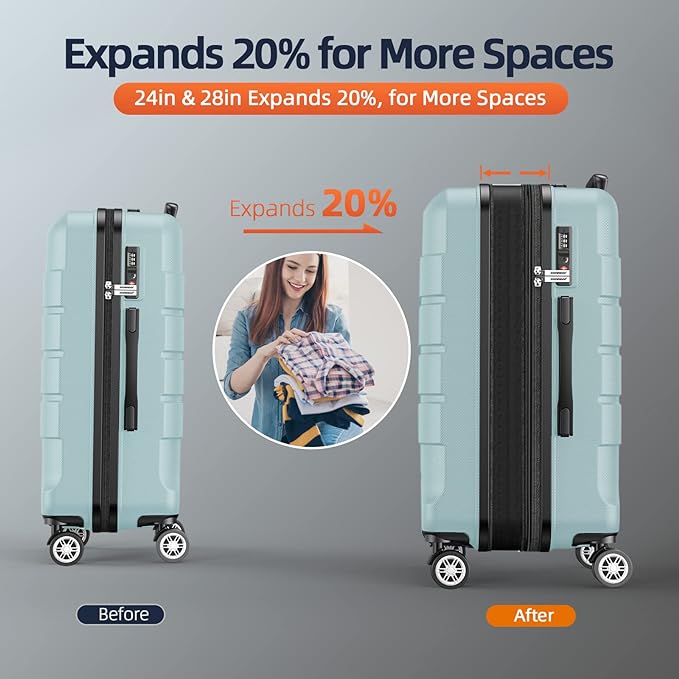 Expands 20% for More Spaces
24in & 28in Expands 20%, for More Spaces
Expands 20%
Before
After